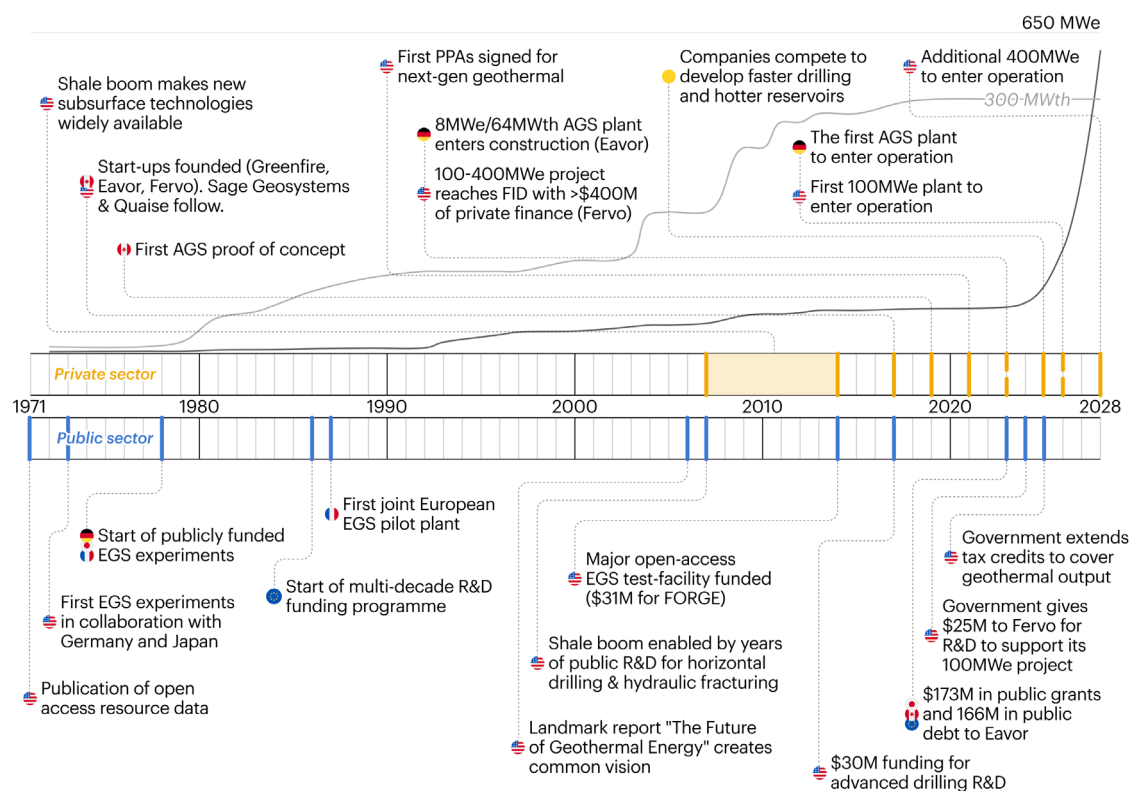 650 MWe
Shale boom makes new
subsurface technologies
widely available
First PPAs signed for
next-gen geothermal
Companies compete to
develop faster drilling
and hotter reservoirs
Additional 400MWe
to enter operation
300-MWth
8MWe/64MWth AGS plant
enters construction (Eavor)
The first AGS plant
to enter operation
Start-ups founded (Greenfire,
Eavor, Fervo). Sage Geosystems
& Quaise follow.
100-400MWe project
reaches FID with >$400M
of private finance (Fervo)
First 100MWe plant to
enter operation
First AGS proof of concept
Private sector
1971 1980 1990 2000 2010 2020 2028
Public sector
First joint European
EGS pilot plant
Start of publicly funded
EGS experiments
Start of multi-decade R&D
funding programme
First EGS experiments
in collaboration with
Germany and Japan
Publication of open
access resource data
Major open-access
EGS test-facility funded
($31M for FORGE)
Shale boom enabled by years
of public R&D for horizontal
drilling & hydraulic fracturing
Landmark report "The Future
of Geothermal Energy" creates
common vision
Government extends
tax credits to cover
geothermal output
Government gives
$25M to Fervo for
R&D to support its
100MWe project
$173M in public grants
and 166M in public
debt to Eavor
$30M funding for
advanced drilling R&D